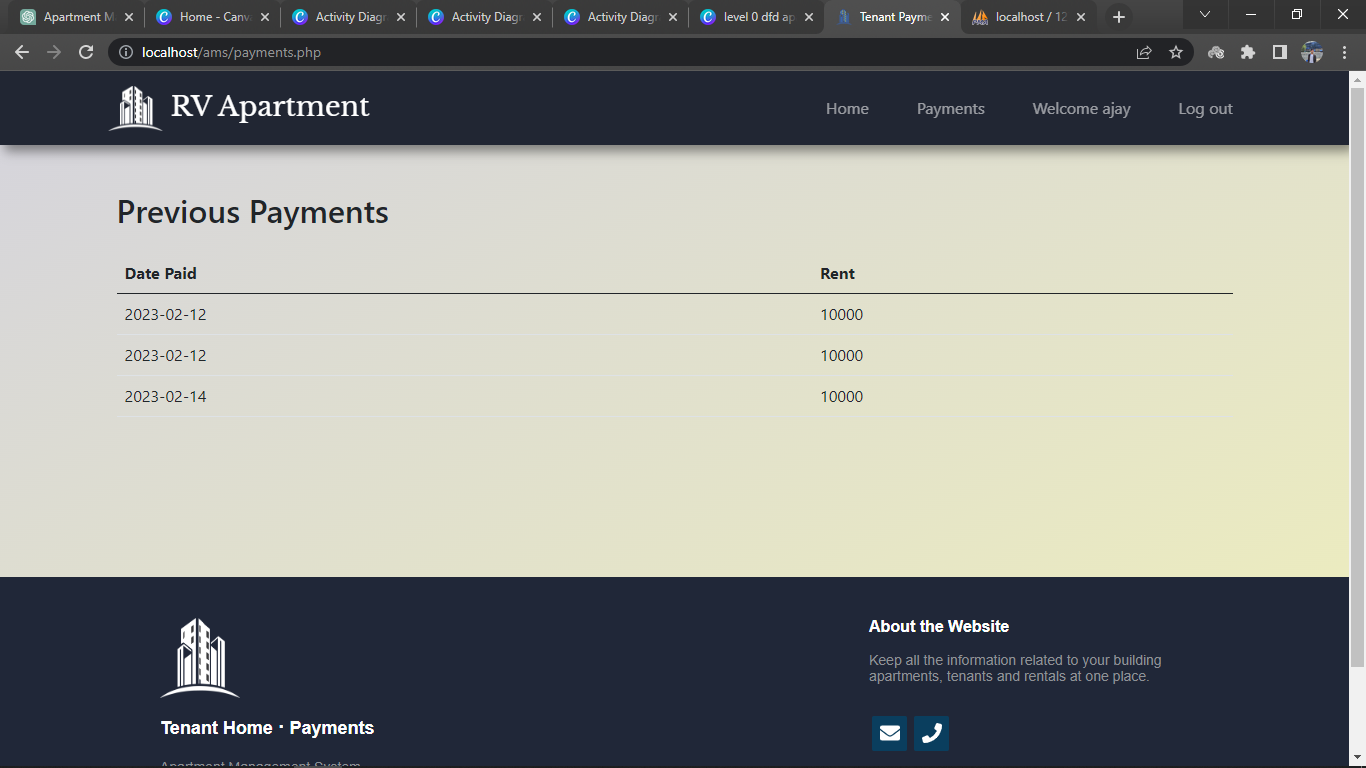 Apartment M
Home - Canv
Activity Diagr
Activity Diagr
Activity Diagr
level 0 dfd ap
Tenant Payme
localhost / 12
localhost/ams/payments.php
RV Apartment
Home Payments Welcome ajay Log out
Previous Payments
Date Paid Rent
2023-02-12 10000
2023-02-12 10000
2023-02-14 10000
Tenant Home · Payments
Apartment Management System
About the Website
Keep all the information related to your building
apartments, tenants and rentals at one place.